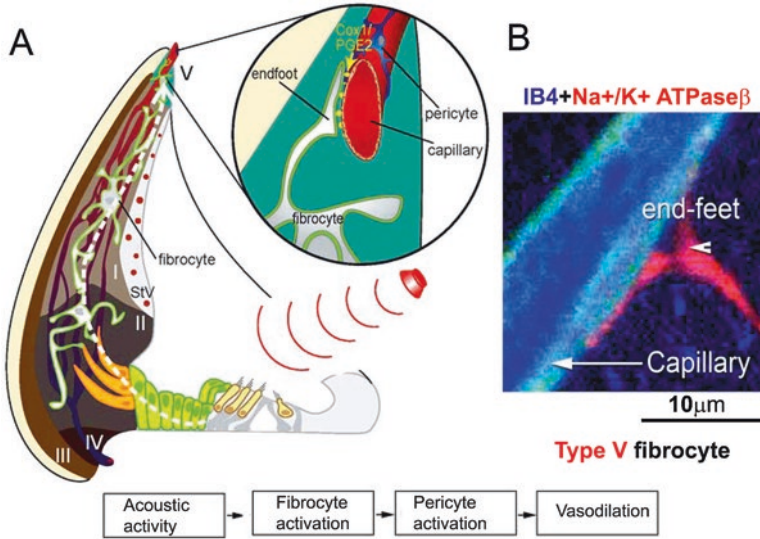 A
V
Cox1/
PGE2
endfoot
pericyte
capillary
fibrocyte
fibrocyte
I
StV
II
III
IV
B
IB4+Na+/K+ ATPaseβ
end-feet
Capillary
10μm
Type V fibrocyte
Acoustic
activity
Fibrocyte
activation
Pericyte
activation
Vasodilation